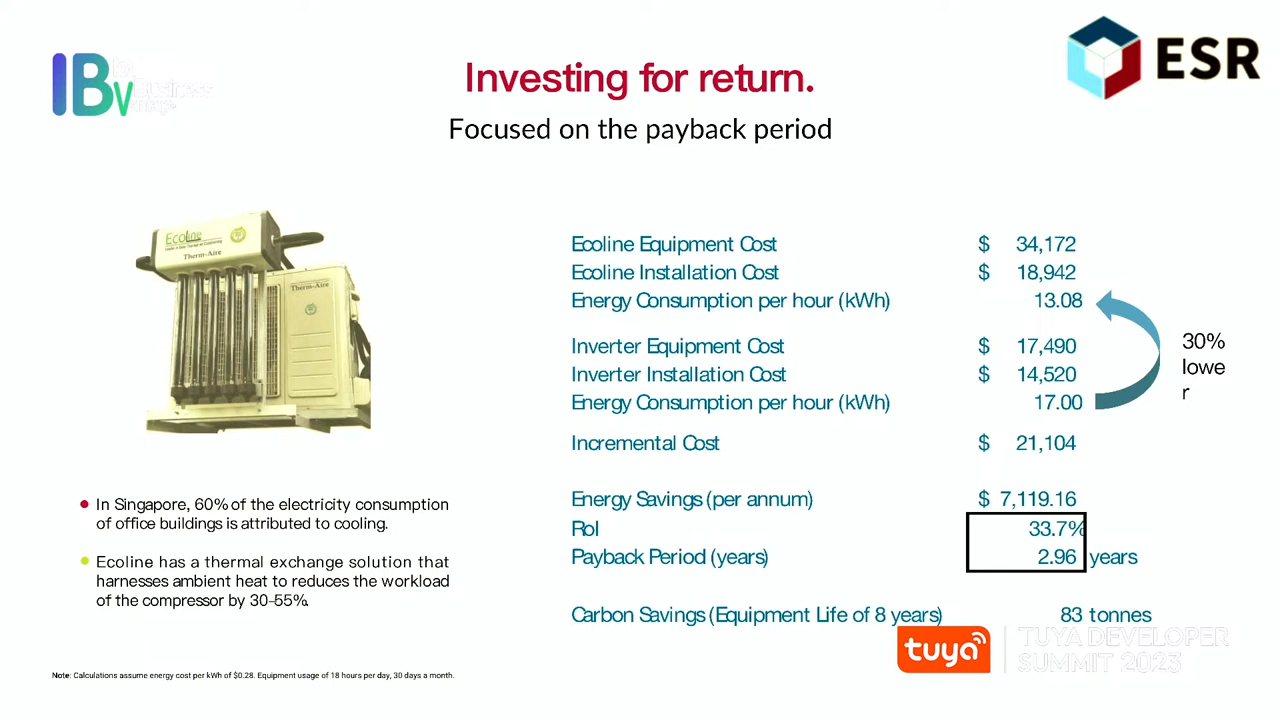 IBv
IoT
Business
Vantage
Investing for return.
ESR
Focused on the payback period
Ecoline
Therm-Aire
Therm-Aire
Ecoline Equipment Cost $ 34,172
Ecoline Installation Cost $ 18,942
Energy Consumption per hour (kWh) 13.08
Inverter Equipment Cost $ 17,490
Inverter Installation Cost $ 14,520
Energy Consumption per hour (kWh) 17.00
30%
lowe
r
Incremental Cost $ 21,104
Energy Savings (per annum) $ 7,119.16
RoI 33.7%
Payback Period (years) 2.96 years
Carbon Savings (Equipment Life of 8 years) 83 tonnes
In Singapore, 60% of the electricity consumption
of office buildings is attributed to cooling.
Ecoline has a thermal exchange solution that
harnesses ambient heat to reduces the workload
of the compressor by 30-55%.
tuya
TUYA DEVELOPER
SUMMIT 2023
Note: Calculations assume energy cost per kWh of $0.28. Equipment usage of 18 hours per day, 30 days a month.